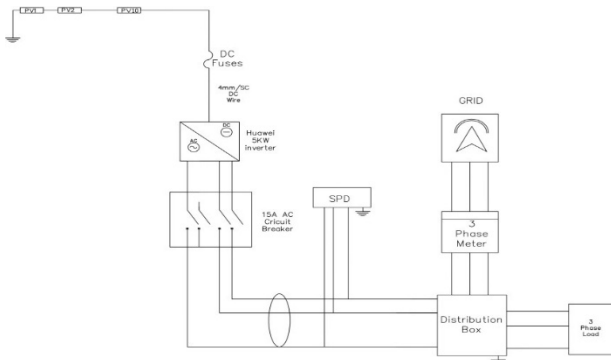 PV1 PV2 PV10
DC
Fuses
4mm/SC
DC
Wire
GRID
DC
AC
Huawei
5KW
inverter
SPD
15A AC
Cricuit
Breaker
3
Phase
Meter
Distribution
Box
3
Phase
Load